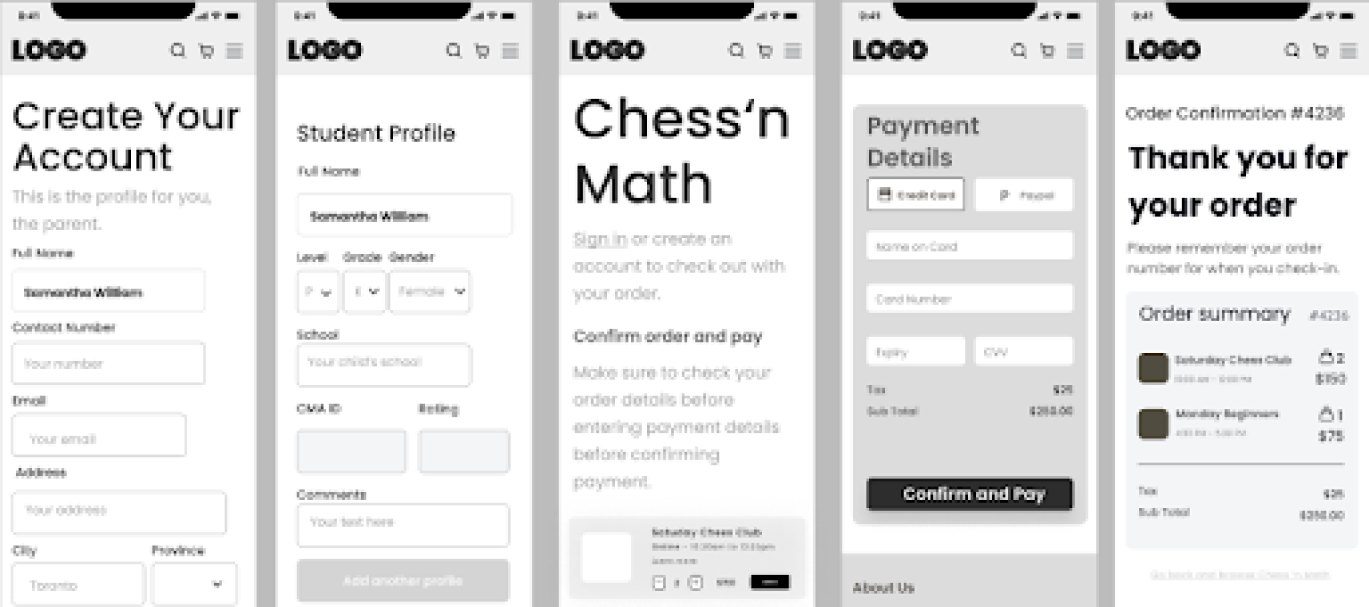 9:41
LOGO
Create Your
Account
This is the profile for you,
the parent.
Full Name
Samantha William
Contact Number
Your number
Email
Your email
Address
Your address
City
Province
Toronto
9:41
LOGO
Student Profile
Full Name
Samantha William
Level Grade Gender
P
Female
School
Your child's school
CMA ID
Rating
Comments
Your text here
Add another profile
9:41
LOGO
Chess‘n
Math
Sign in or create an
account to check out with
your order.
Confirm order and pay
Make sure to check your
order details before
entering payment details
before confirming
payment.
Saturday Chess Club
9:41
LOGO
Payment
Details
Credit Card
Paypal
Name on Card
Card Number
Expiry
CVV
Tax $25
Sub Total $250.00
Confirm and Pay
About Us
9:41
LOGO
Order Confirmation #4236
Thank you for
your order
Please remember your order
number for when you check-in.
Order summary #4236
Saturday Chess Club 2
$150
Monday Beginners 1
$75
Tax $25
Sub Total $250.00